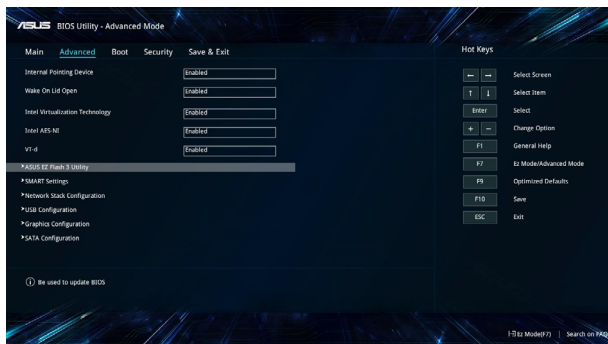 ASUS BIOS Utility - Advanced Mode
Main Advanced Boot Security Save & Exit
Internal Pointing Device Enabled
Wake On Lid Open Enabled
Intel Virtualization Technology Enabled
Intel AES-NI Enabled
VT-d Enabled
ASUS EZ Flash 3 Utility
SMART Settings
Network Stack Configuration
USB Configuration
Graphics Configuration
SATA Configuration
Be used to update BIOS
Hot Keys
← → Select Screen
↑ ↓ Select Item
Enter Select
+ − Change Option
F1 General Help
F7 Ez Mode/Advanced Mode
F9 Optimized Defaults
F10 Save
ESC Exit
Ez Mode(F7) | Search on FAQ